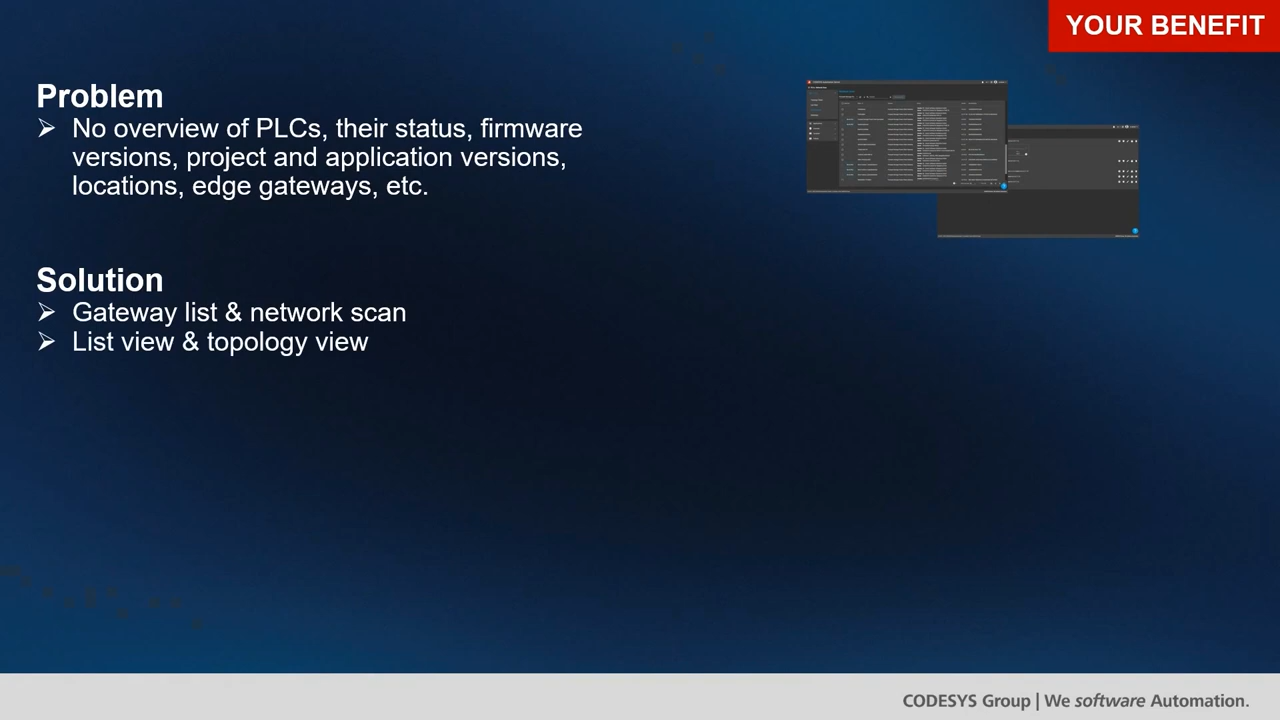 YOUR BENEFIT
Problem
➢ No overview of PLCs, their status, firmware
versions, product and application versions,
locations, edge gateways, etc.
Solution
➢ Gateway list & network scan
➢ List view & topology view
CODESYS Group | We software Automation.